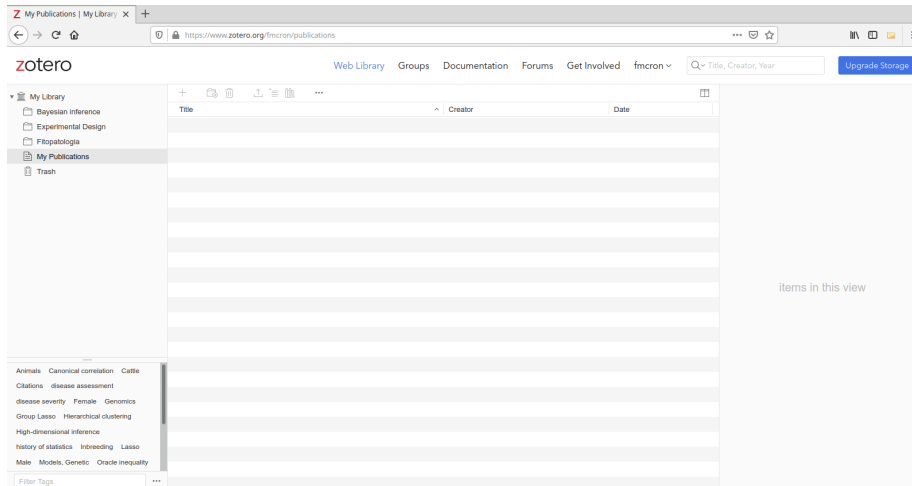 My Publications | My Library
https://www.zotero.org/fmcron/publications
zotero
Web Library Groups Documentation Forums Get Involved fmcron Title, Creator, Year Upgrade Storage
My Library
Bayesian Inference
Experimental Design
Fitopatologia
My Publications
Trash
Title Creator Date
items in this view
Animals Canonical correlation Cattle
Citations disease assessment
disease severity Female Genomics
Group Lasso Hierarchical clustering
High-dimensional inference
history of statistics Inbreeding Lasso
Male Models, Genetic Oracle inequality
Filter Tags